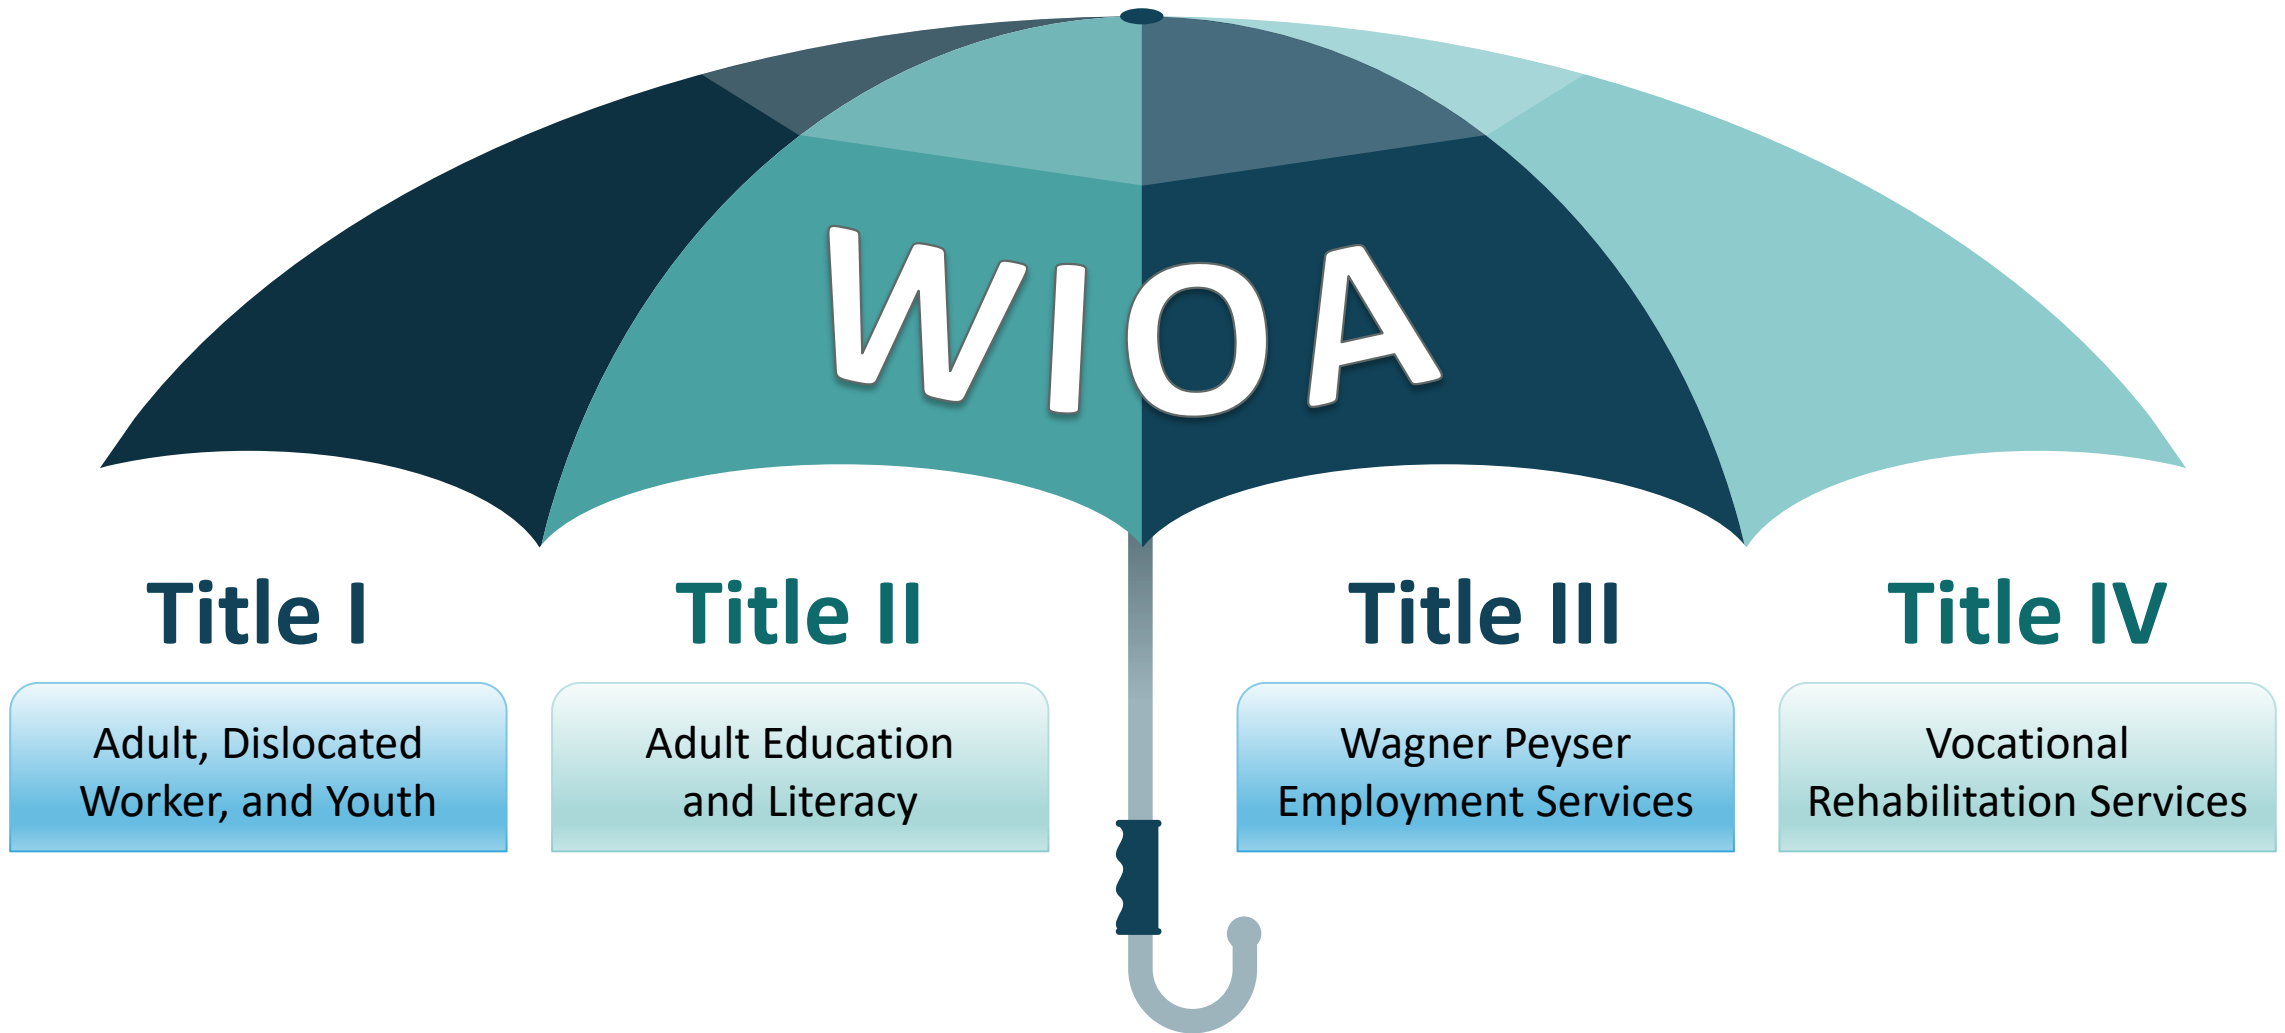 WIOA
Title I
Adult, Dislocated
Worker, and Youth
Title II
Adult Education
and Literacy
Title III
Wagner Peyser
Employment Services
Title IV
Vocational
Rehabilitation Services